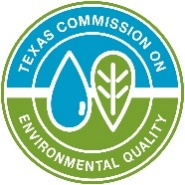 TEXAS COMMISSION ON
ENVIRONMENTAL QUALITY